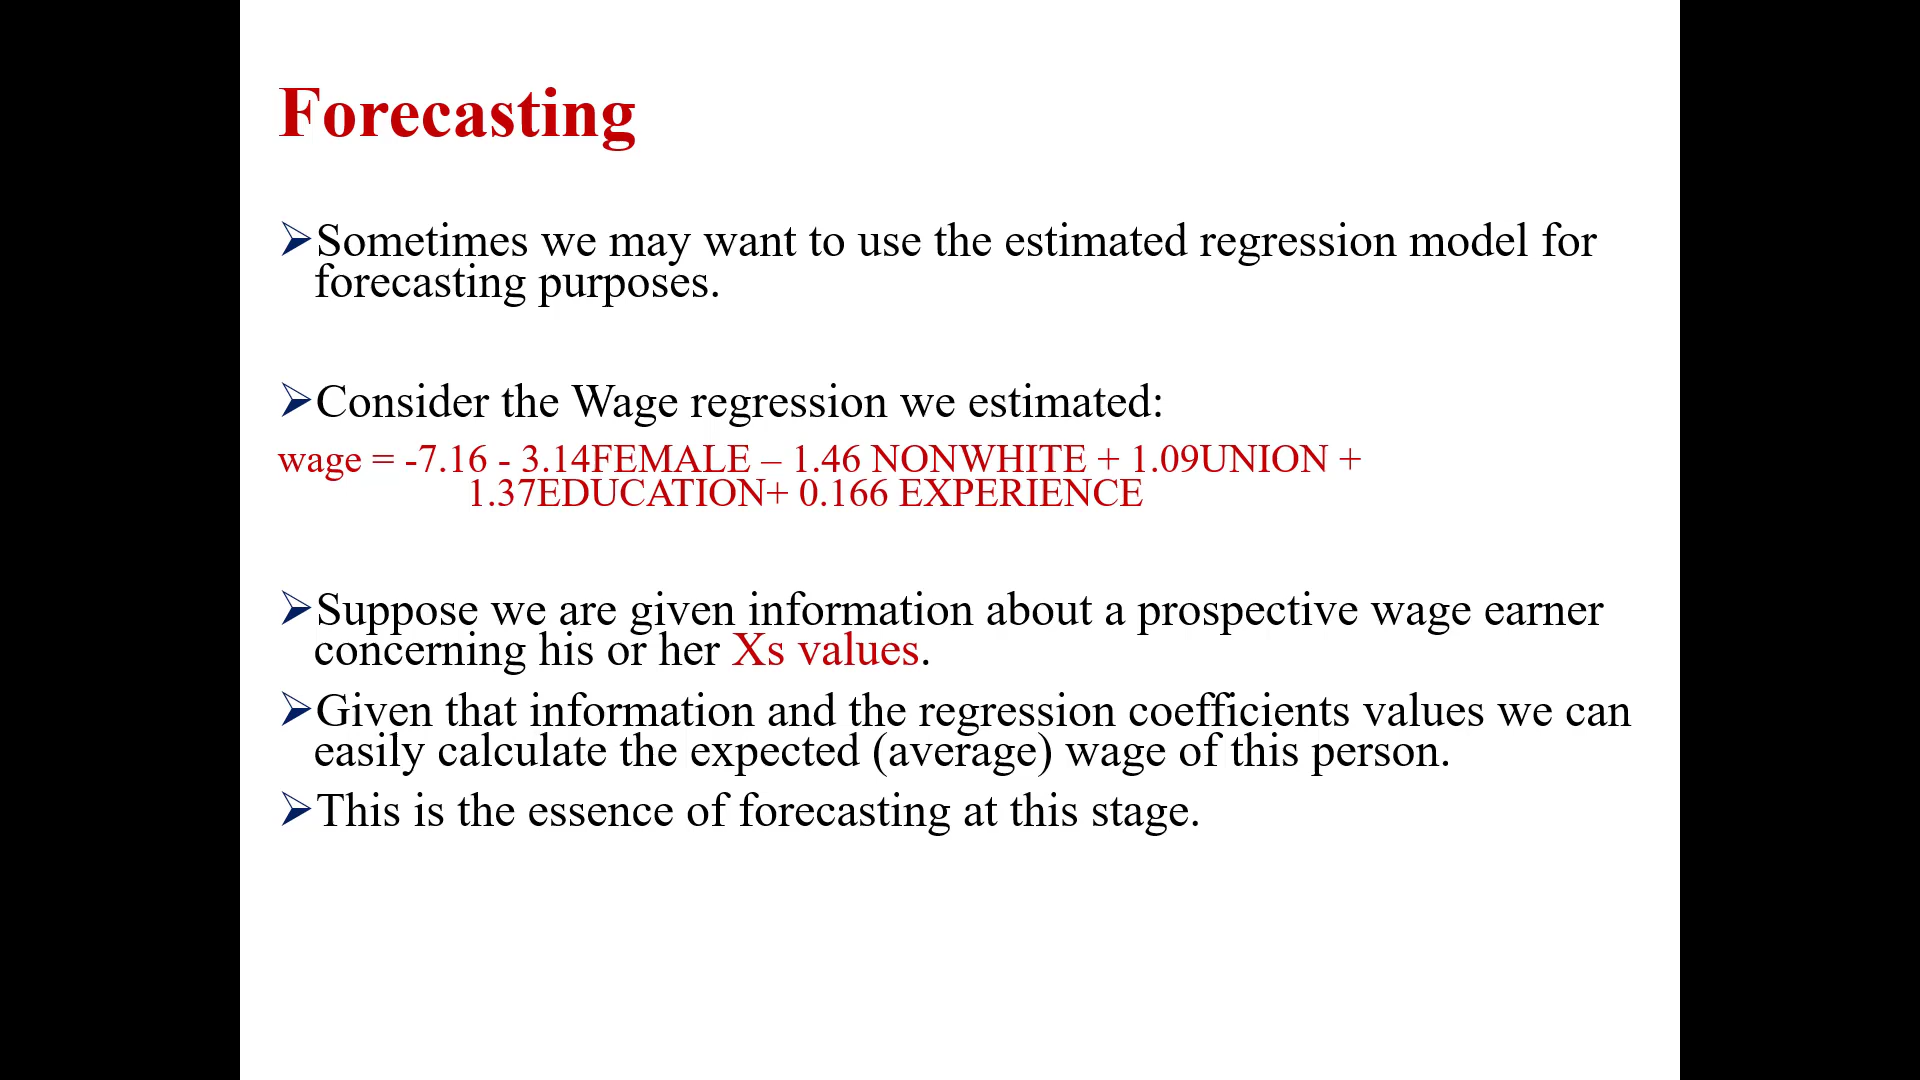 Forecasting
➢Sometimes we may want to use the estimated regression model for
forecasting purposes.
➢Consider the Wage regression we estimated:
wage = -7.16 - 3.14FEMALE – 1.46 NONWHITE + 1.09UNION +
1.37EDUCATION+ 0.166 EXPERIENCE
➢Suppose we are given information about a prospective wage earner
concerning his or her Xs values.
➢Given that information and the regression coefficients values we can
easily calculate the expected (average) wage of this person.
➢This is the essence of forecasting at this stage.